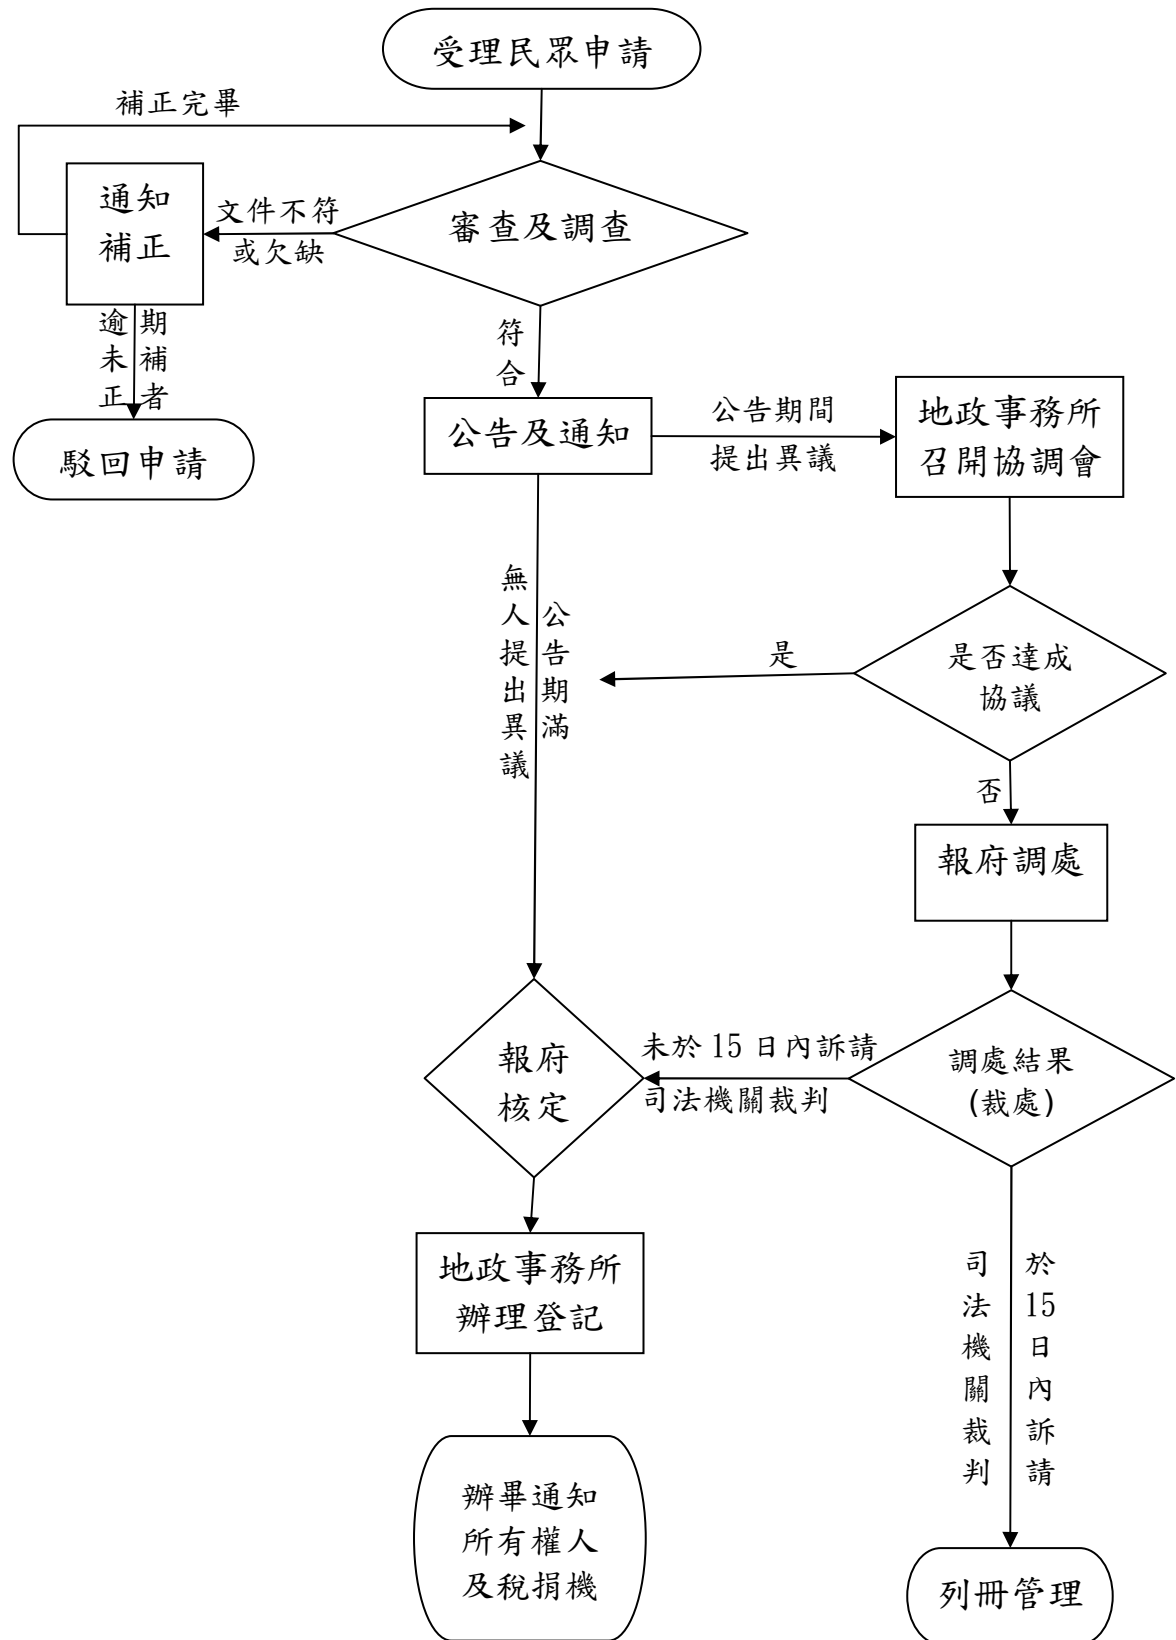 受理民眾申請
補正完畢
審查及調查
文件不符
或欠缺
通知
補正
逾期
未補
正者
駁回申請
符
合
公告及通知
公告期間
提出異議
地政事務所
召開協調會
公告期滿
無人提出異議
是否達成
協議
是
否
報府調處
調處結果
(裁處)
未於15日內訴請
司法機關裁判
報府
核定
地政事務所
辦理登記
辦畢通知
所有權人
及稅捐機
於15日內訴請
司法機關裁判
列冊管理